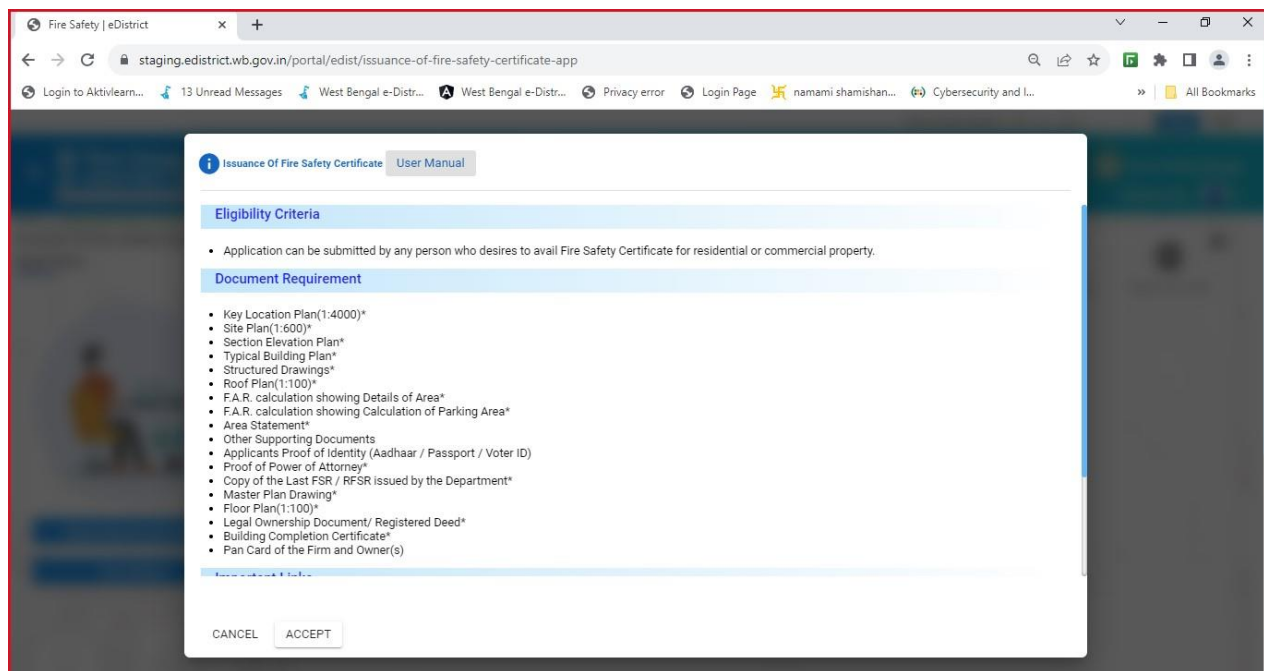 Fire Safety | eDistrict
staging.edistrict.wb.gov.in/portal/edist/issuance-of-fire-safety-certificate-app
Login to Aktivlearn... 13 Unread Messages West Bengal e-Distr... West Bengal e-Distr... Privacy error Login Page namami shamishan... Cybersecurity and I... » All Bookmarks
Issuance Of Fire Safety Certificate User Manual
Eligibility Criteria
• Application can be submitted by any person who desires to avail Fire Safety Certificate for residential or commercial property.
Document Requirement
• Key Location Plan(1:4000)*
• Site Plan(1:600)*
• Section Elevation Plan*
• Typical Building Plan*
• Structured Drawings*
• Roof Plan(1:100)*
• F.A.R. calculation showing Details of Area*
• F.A.R. calculation showing Calculation of Parking Area*
• Area Statement*
• Other Supporting Documents
• Applicants Proof of Identity (Aadhaar / Passport / Voter ID)
• Proof of Power of Attorney*
• Copy of the Last FSR / RFSR issued by the Department*
• Master Plan Drawing*
• Floor Plan(1:100)*
• Legal Ownership Document/ Registered Deed*
• Building Completion Certificate*
• Pan Card of the Firm and Owner(s)
Important Links
CANCEL ACCEPT